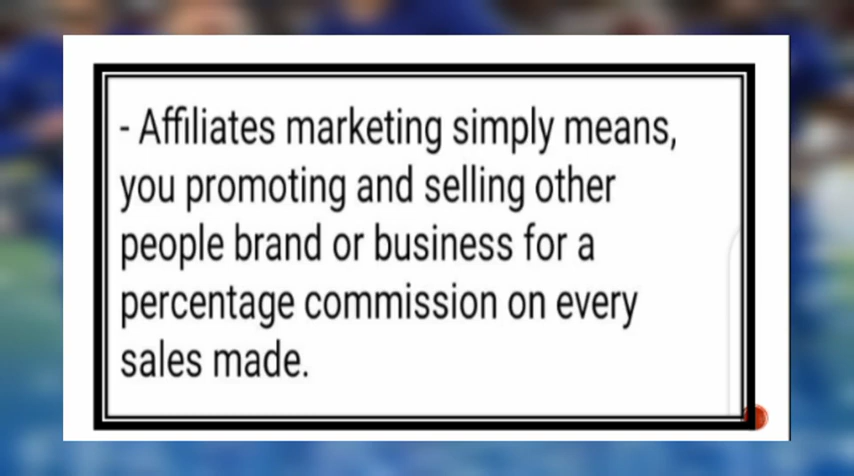 - Affiliates marketing simply means,
you promoting and selling other
people brand or business for a
percentage commission on every
sales made.